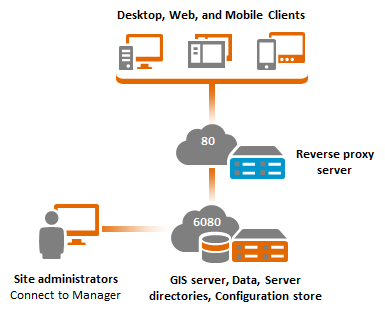 Desktop, Web, and Mobile Clients
80
Reverse proxy
server
6080
Site administrators
Connect to Manager
GIS server, Data, Server
directories, Configuration store